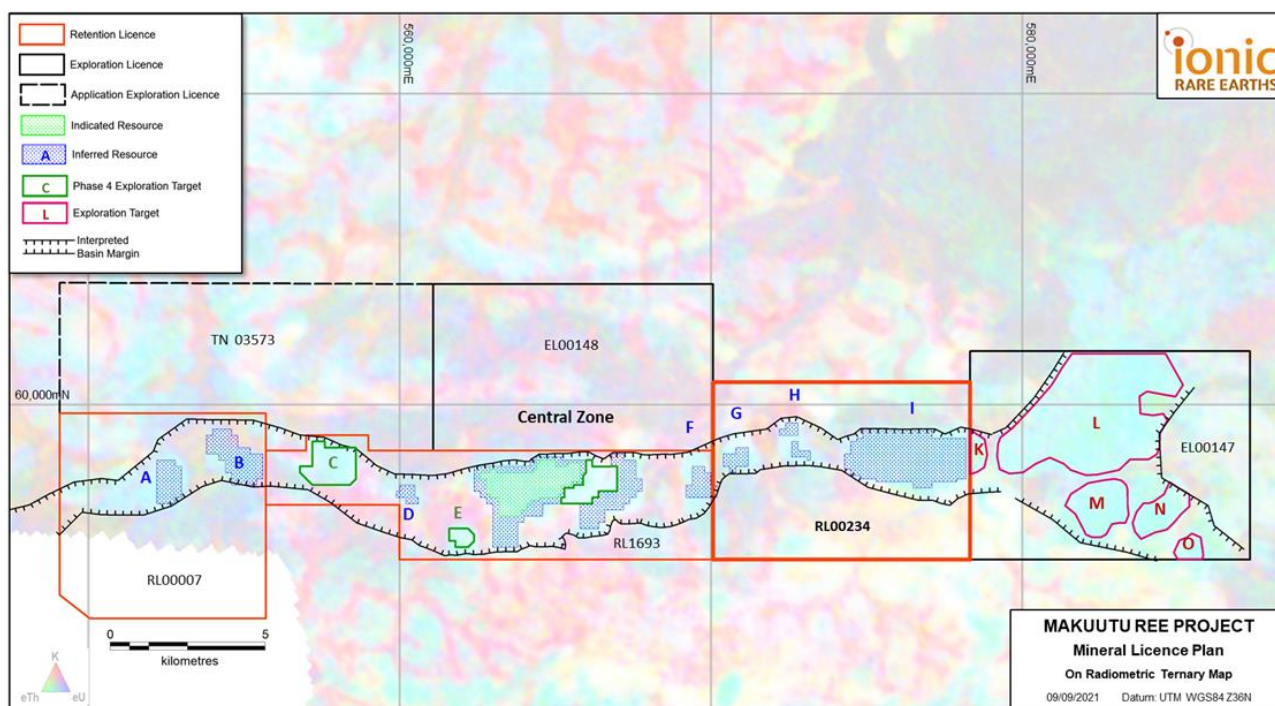 Retention Licence
Exploration Licence
Application Exploration Licence
Indicated Resource
A Inferred Resource
C Phase 4 Exploration Target
L Exploration Target
Interpreted
Basin Margin
560,000mE
580,000mE
ionic
RARE EARTHS
TN 03573
EL00148
60,000mN
Central Zone
A
B
C
D
E
F
G
H
I
K
L
M
N
O
EL00147
RL00234
RL1693
RL00007
0 5
kilometres
K
eTh eU
MAKUUTU REE PROJECT
Mineral Licence Plan
On Radiometric Ternary Map
09/09/2021 Datum: UTM WGS84 Z36N